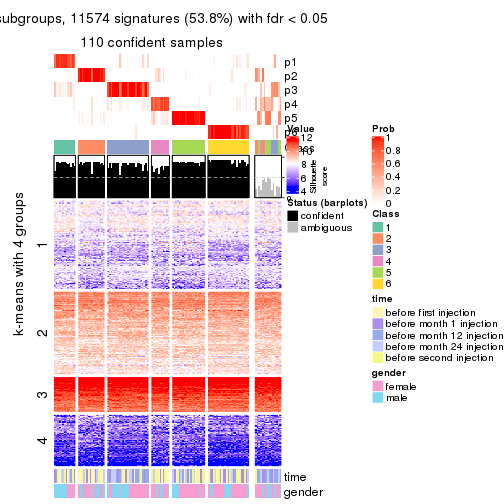 subgroups, 11574 signatures (53.8%) with fdr < 0.05
110 confident samples
p1
p2
p3
p4
p5
k-means with 4 groups
1
2
3
4
time
gender
Value
12
10
8
6
4
Silhouette
score
0
Status (barplots)
confident
ambiguous
Prob
1
0.8
0.6
0.4
0.2
0
Class
1
2
3
4
5
6
time
before first injection
before month 1 injection
before month 12 injection
before month 24 injection
before second injection
gender
female
male